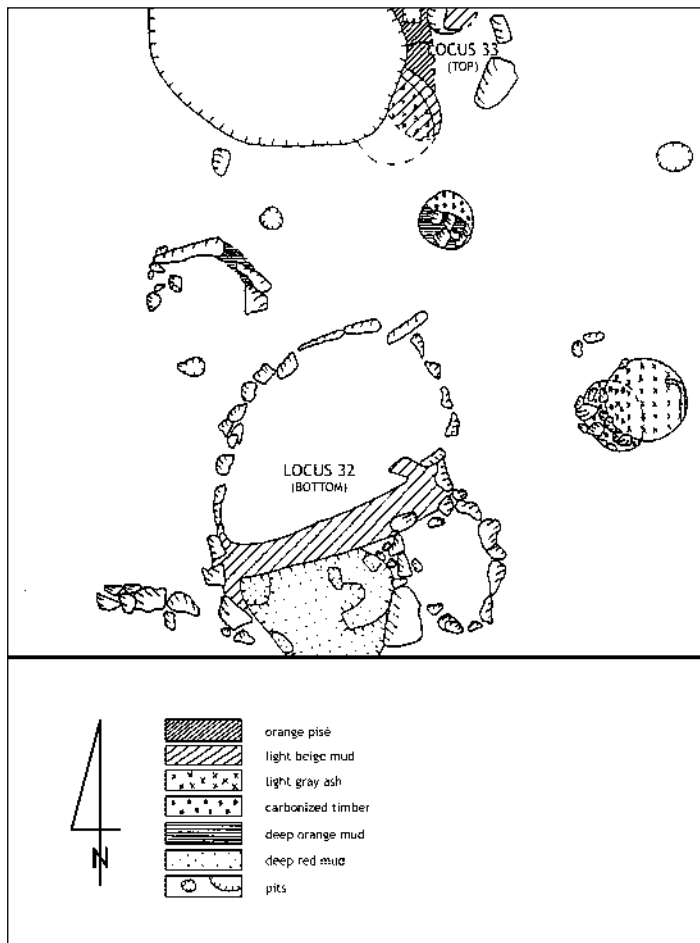 LOCUS 33
(TOP)
LOCUS 32
(BOTTOM)
orange pisé
light beige mud
light gray ash
carbonized timber
deep orange mud
deep red mud
pits
N